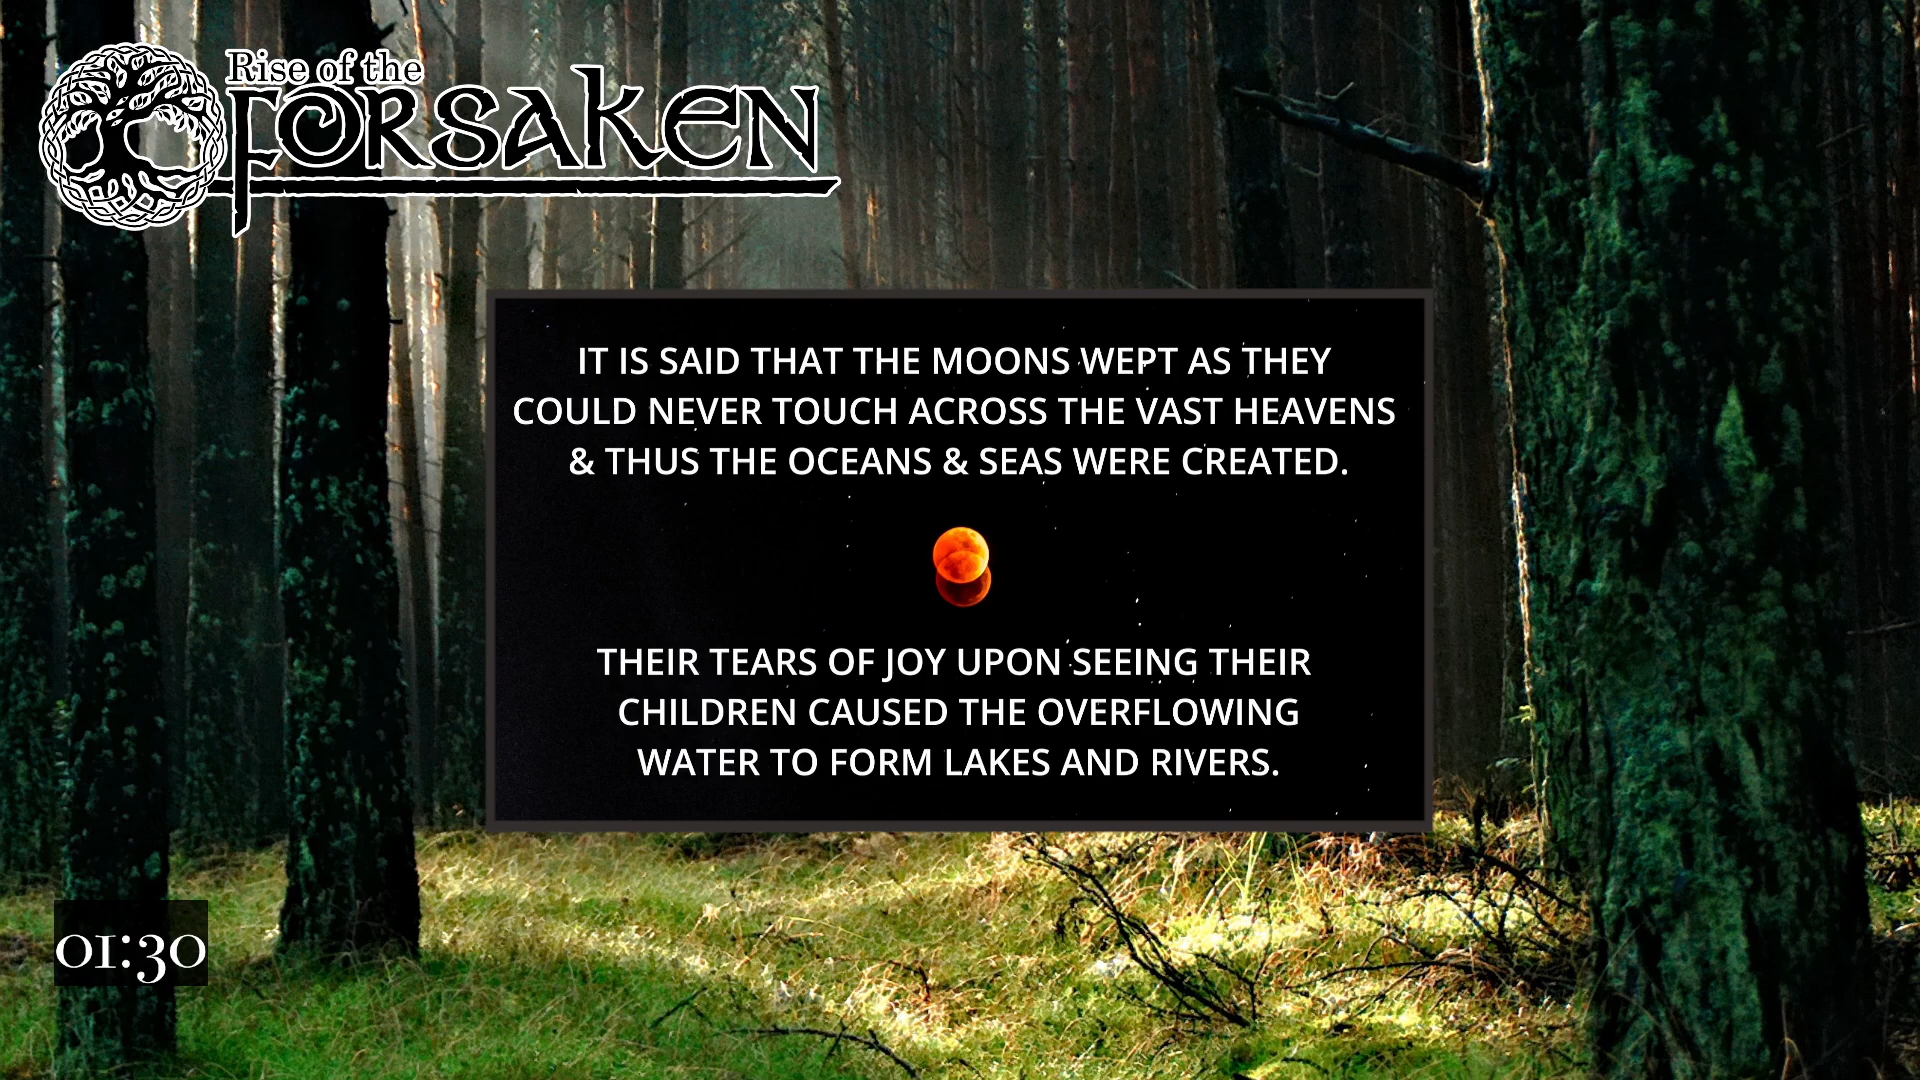 Rise of the
FORSAKEN
IT IS SAID THAT THE MOONS WEPT AS THEY
COULD NEVER TOUCH ACROSS THE VAST HEAVENS
& THUS THE OCEANS & SEAS WERE CREATED.
THEIR TEARS OF JOY UPON SEEING THEIR
CHILDREN CAUSED THE OVERFLOWING
WATER TO FORM LAKES AND RIVERS.
01:30